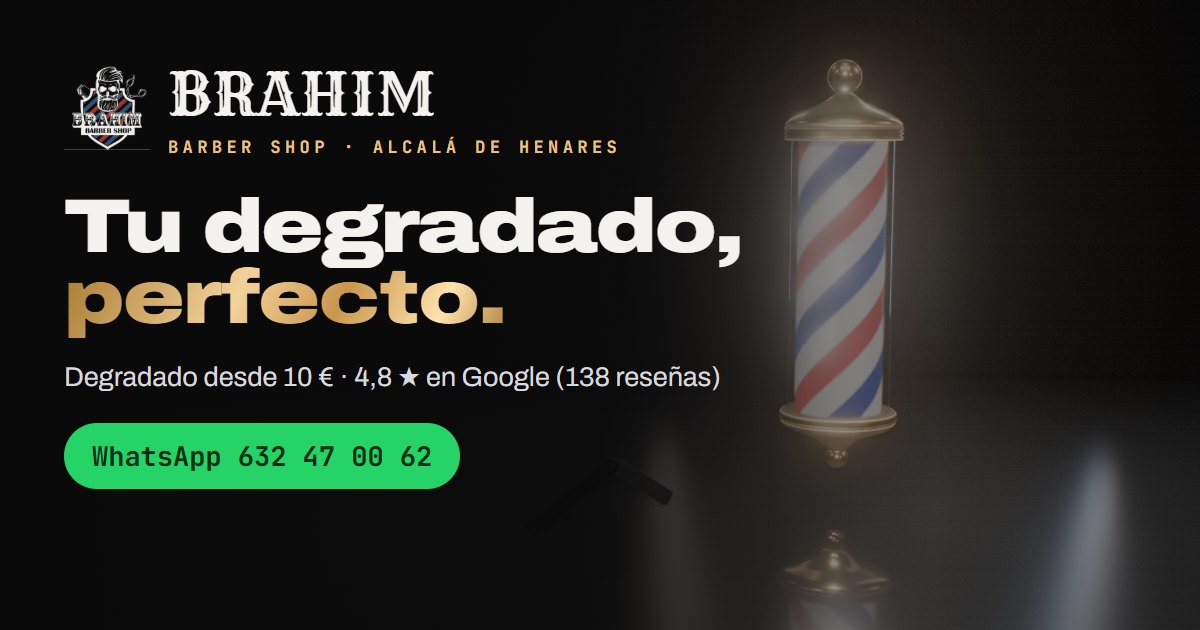 BRAHIM
BARBER SHOP
BRAHIM
BARBER SHOP · ALCALÁ DE HENARES
Tu degradado,
perfecto.
Degradado desde 10 € · 4,8 ★ en Google (138 reseñas)
WhatsApp 632 47 00 62